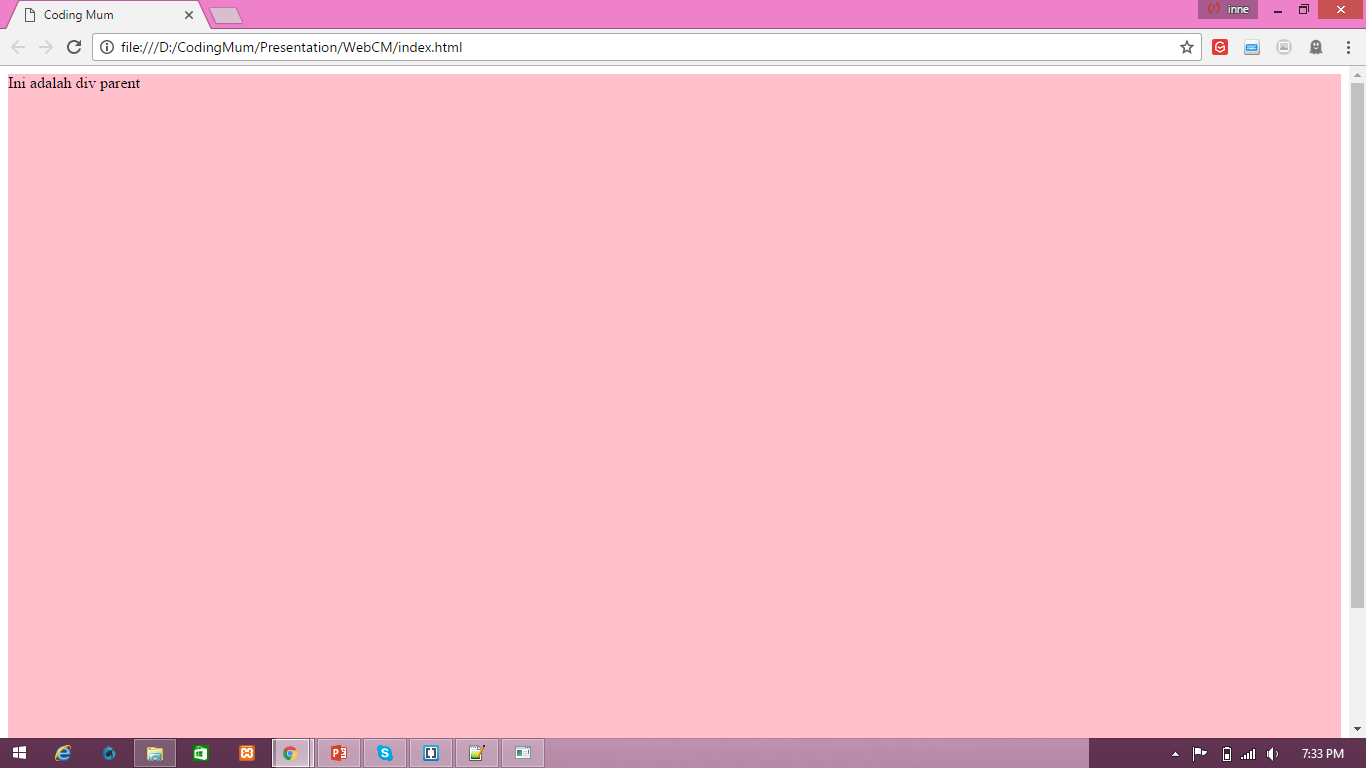 Coding Mum
inne
file:///D:/CodingMum/Presentation/WebCM/index.html
Ini adalah div parent
7:33 PM